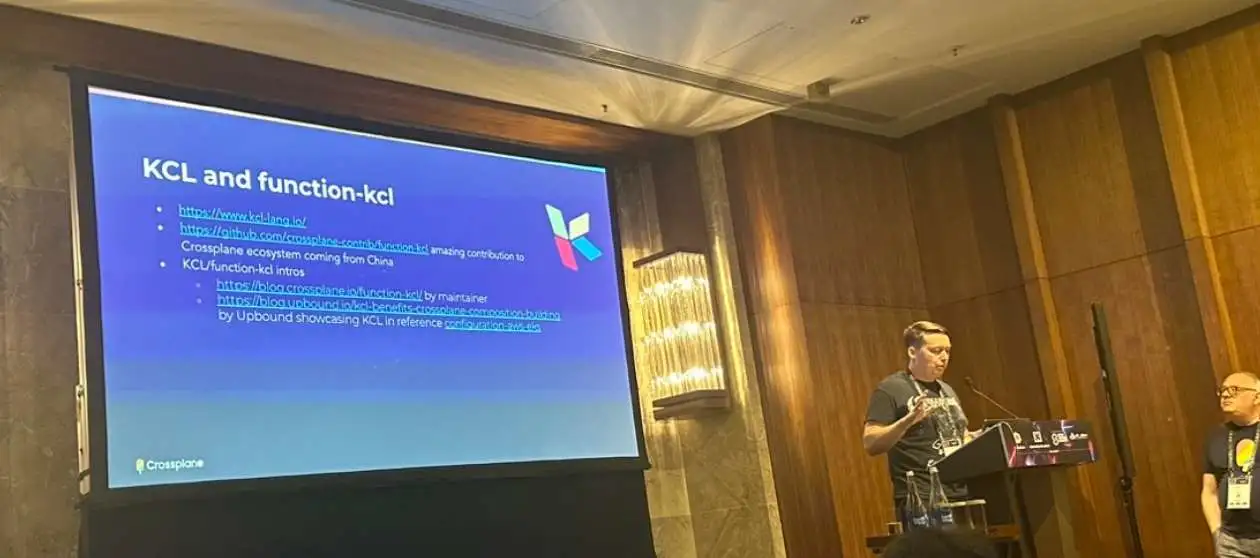 KCL and function-kcl
https://www.kcl-lang.io/
https://github.com/crossplane-contrib/function-kcl amazing contribution to
Crossplane ecosystem coming from China
KCL/function-kcl intros
https://blog.crossplane.io/function-kcl/ by maintainer
https://blog.upbound.io/kcl-benefits-crossplane-composition-building
by Upbound showcasing KCL in reference configuration-aws-eks
Crossplane